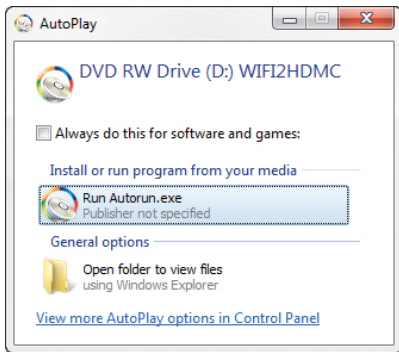 AutoPlay
DVD RW Drive (D:) WIFI2HDMC
Always do this for software and games:
Install or run program from your media
Run Autorun.exe
Publisher not specified
General options
Open folder to view files
using Windows Explorer
View more AutoPlay options in Control Panel